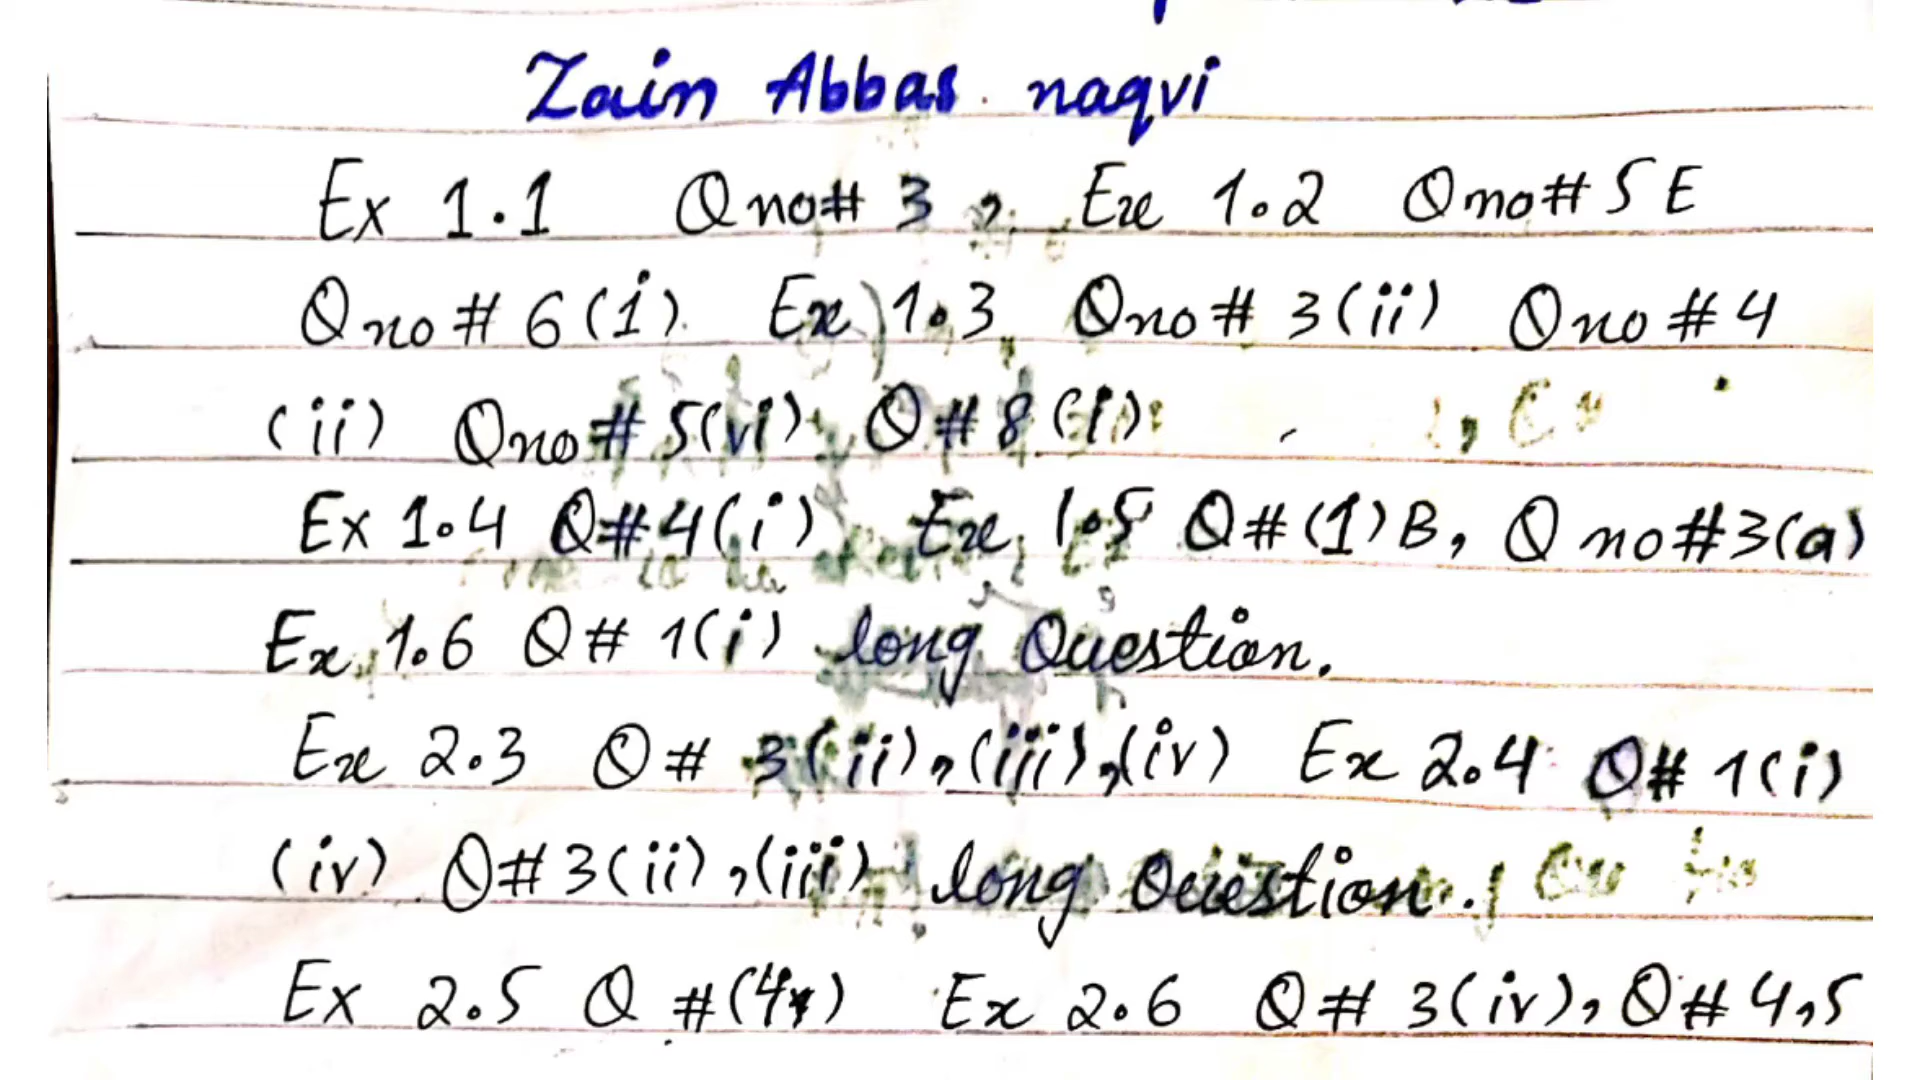 Zain Abbas naqvi
Ex 1.1 Q no# 3, Ex 1.2 Q no# 5 E
Q no # 6 (i) Ex 1.3 Q no # 3 (ii) Q no # 4
(ii) Q no # 5(vi) Q # 8 (i)
Ex 1.4 Q#4(i) Ex 1.5 Q#(1)B, Q no#3(a)
Ex 1.6 Q# 1(i) long Question.
Ex 2.3 Q# 3(ii),(iii),(iv) Ex 2.4 Q# 1(i)
(iv) Q#3(ii),(iii) long Question.
Ex 2.5 Q # Ex 2.6 Q# 3(iv), Q# 4,5